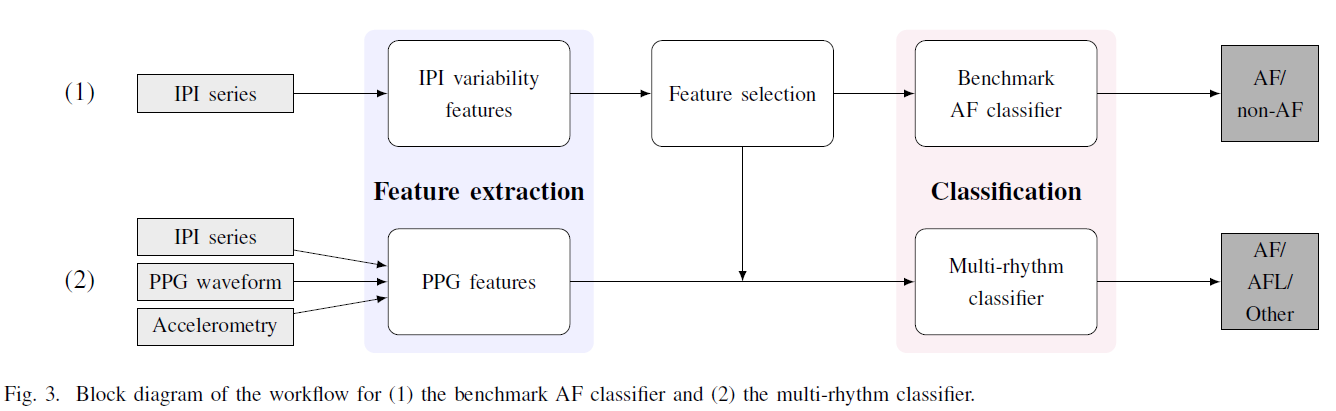 (1)
IPI series
IPI variability
features
Feature selection
Benchmark
AF classifier
AF/
non-AF
Feature extraction
Classification
(2)
IPI series
PPG waveform
Accelerometry
PPG features
Multi-rhythm
classifier
AF/
AFL/
Other
Fig. 3. Block diagram of the workflow for (1) the benchmark AF classifier and (2) the multi-rhythm classifier.